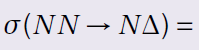 σ(NN → NΔ) =